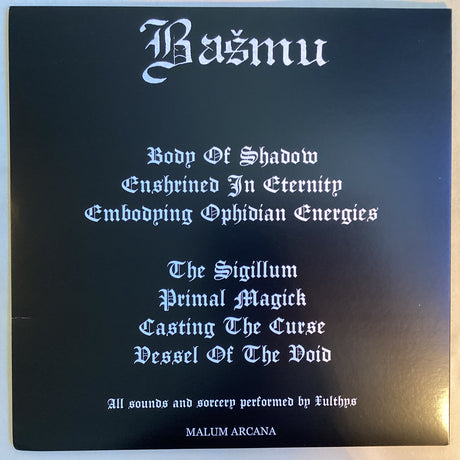 Bašmu
Body Of Shadow
Enshrined In Eternity
Embodying Ophidian Energies
The Sigillum
Primal Magick
Casting The Curse
Vessel Of The Void
All sounds and sorcery performed by Xulthys
MALUM ARCANA